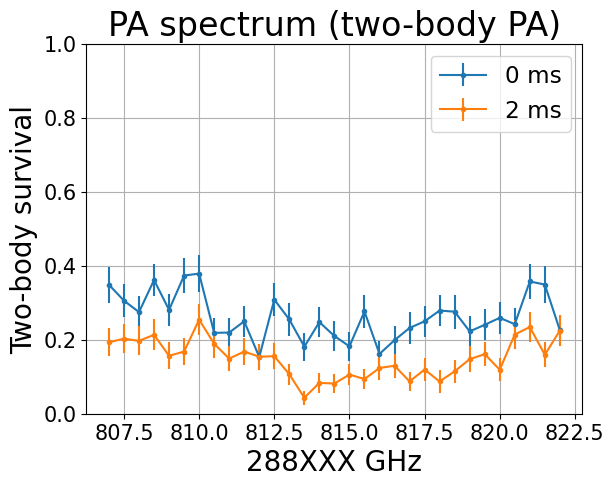 PA spectrum (two-body PA)
1.0
0.8
0.6
0.4
0.2
0.0
Two-body survival
0 ms
2 ms
807.5 810.0 812.5 815.0 817.5 820.0 822.5
288XXX GHz